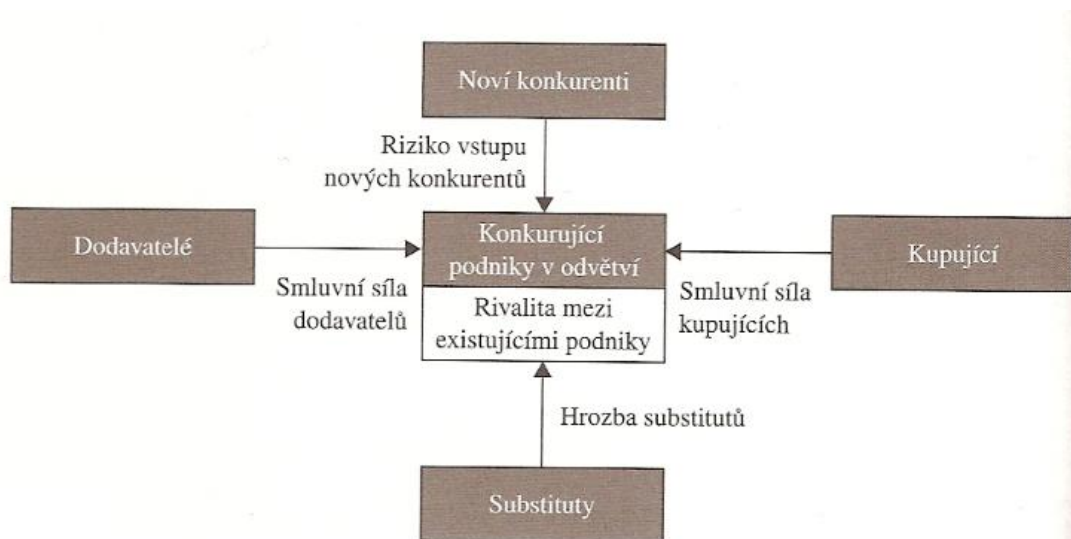 Noví konkurenti
Riziko vstupu
nových konkurentů
Dodavatelé
Smluvní síla
dodavatelů
Konkurující
podniky v odvětví
Rivalita mezi
existujícími podniky
Kupující
Smluvní síla
kupujících
Hrozba substitutů
Substituty